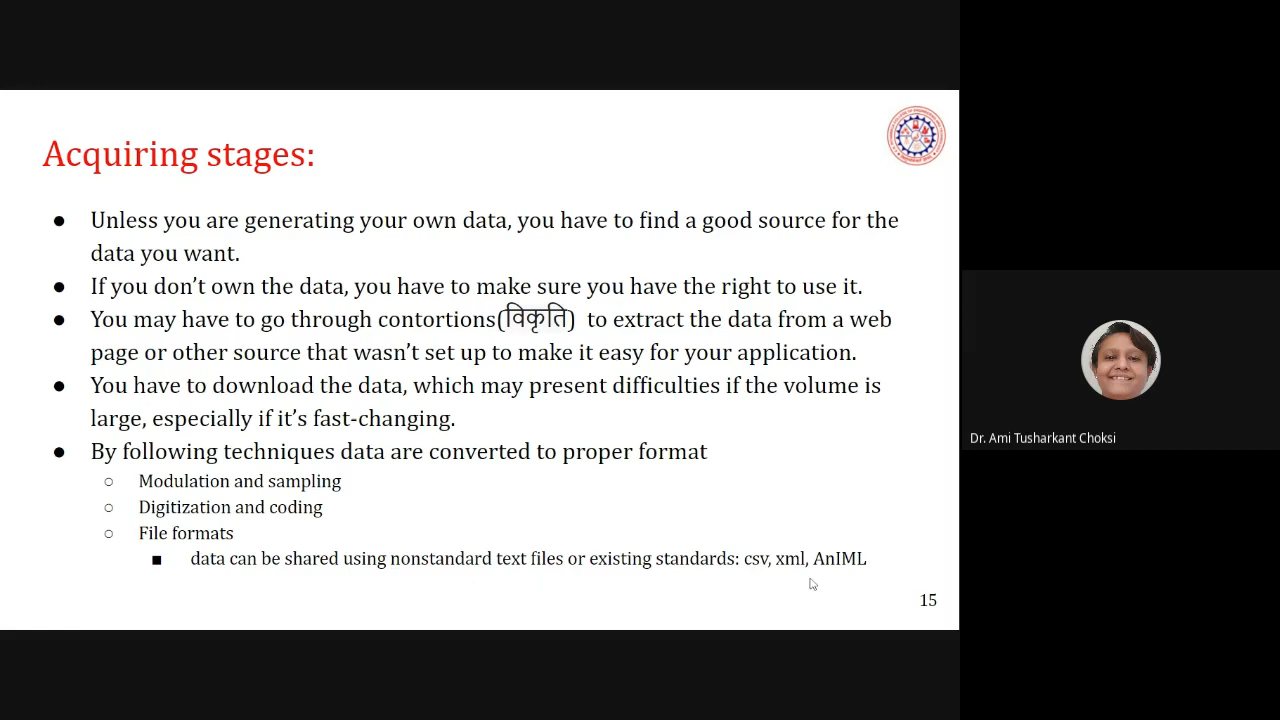 Acquiring stages:
● Unless you are generating your own data, you have to find a good source for the
data you want.
● If you don’t own the data, you have to make sure you have the right to use it.
● You may have to go through contortions(विकृति) to extract the data from a web
page or other source that wasn’t set up to make it easy for your application.
● You have to download the data, which may present difficulties if the volume is
large, especially if it’s fast-changing.
● By following techniques data are converted to proper format
○ Modulation and sampling
○ Digitization and coding
○ File formats
■ data can be shared using nonstandard text files or existing standards: csv, xml, AnIML
15
Dr. Ami Tusharkant Choksi